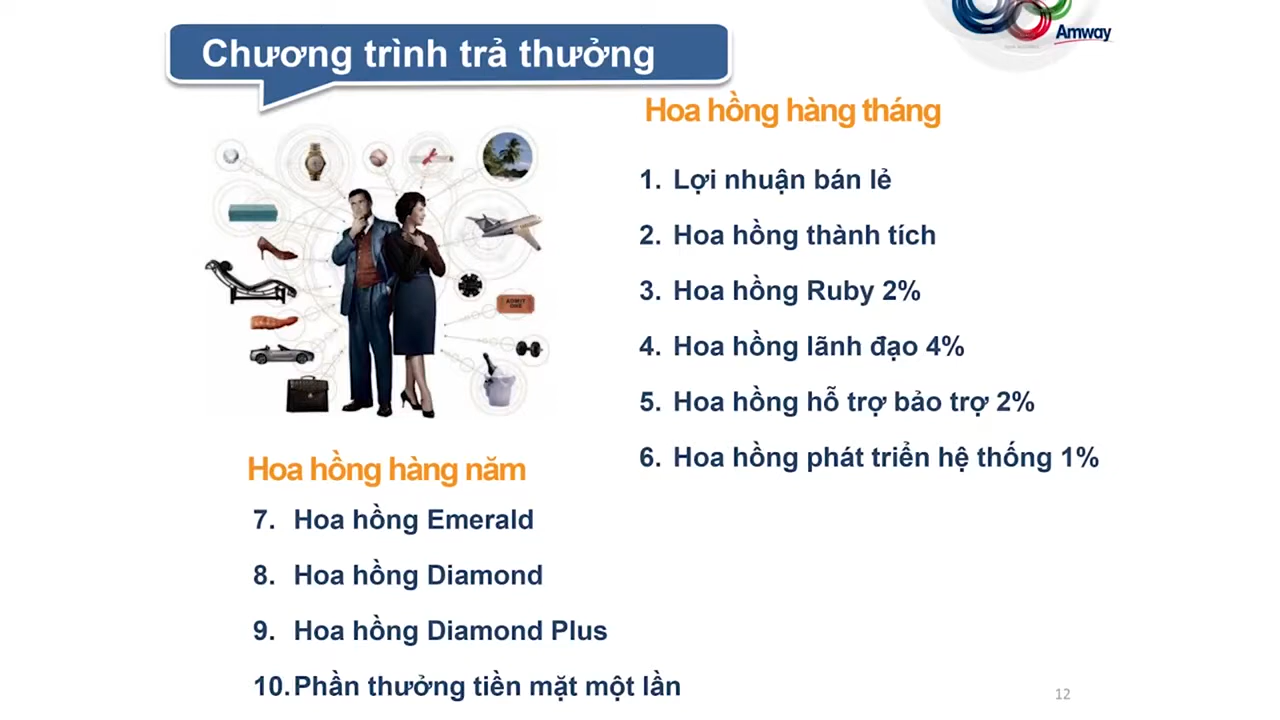 Chương trình trả thưởng
Amway
Hoa hồng hàng tháng
1. Lợi nhuận bán lẻ
2. Hoa hồng thành tích
3. Hoa hồng Ruby 2%
4. Hoa hồng lãnh đạo 4%
5. Hoa hồng hỗ trợ bảo trợ 2%
6. Hoa hồng phát triển hệ thống 1%
ADMIT
ONE
Hoa hồng hàng năm
7. Hoa hồng Emerald
8. Hoa hồng Diamond
9. Hoa hồng Diamond Plus
10. Phần thưởng tiền mặt một lần
12